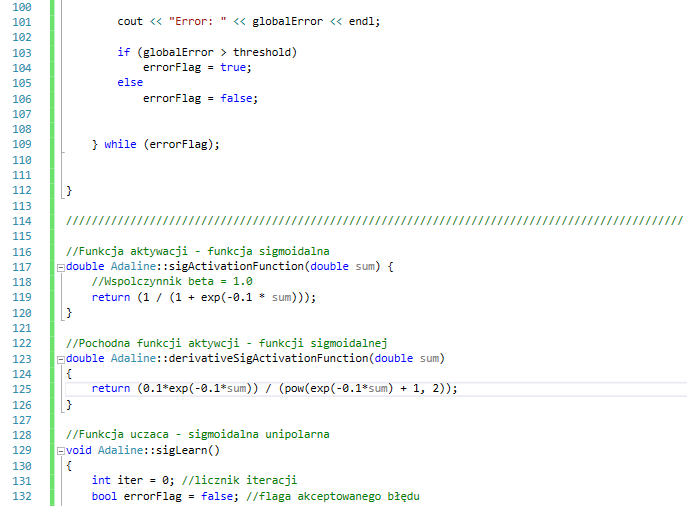 100
101 cout << "Error: " << globalError << endl;
102
103 if (globalError > threshold)
104 errorFlag = true;
105 else
106 errorFlag = false;
107
108
109 } while (errorFlag);
110
111
112 }
113
114 ////////////////////////////////////////////////////////////////////////////////////////////////
115
116 //Funkcja aktywacji - funkcja sigmoidalna
117 double Adaline::sigActivationFunction(double sum) {
118 //Wspolczynnik beta = 1.0
119 return (1 / (1 + exp(-0.1 * sum)));
120 }
121
122 //Pochodna funkcji aktywcji - funkcji sigmoidalnej
123 double Adaline::derivativeSigActivationFunction(double sum)
124 {
125 return (0.1*exp(-0.1*sum)) / (pow(exp(-0.1*sum) + 1, 2));
126 }
127
128 //Funkcja uczaca - sigmoidalna unipolarna
129 void Adaline::sigLearn()
130 {
131 int iter = 0; //licznik iteracji
132 bool errorFlag = false; //flaga akceptowanego błędu